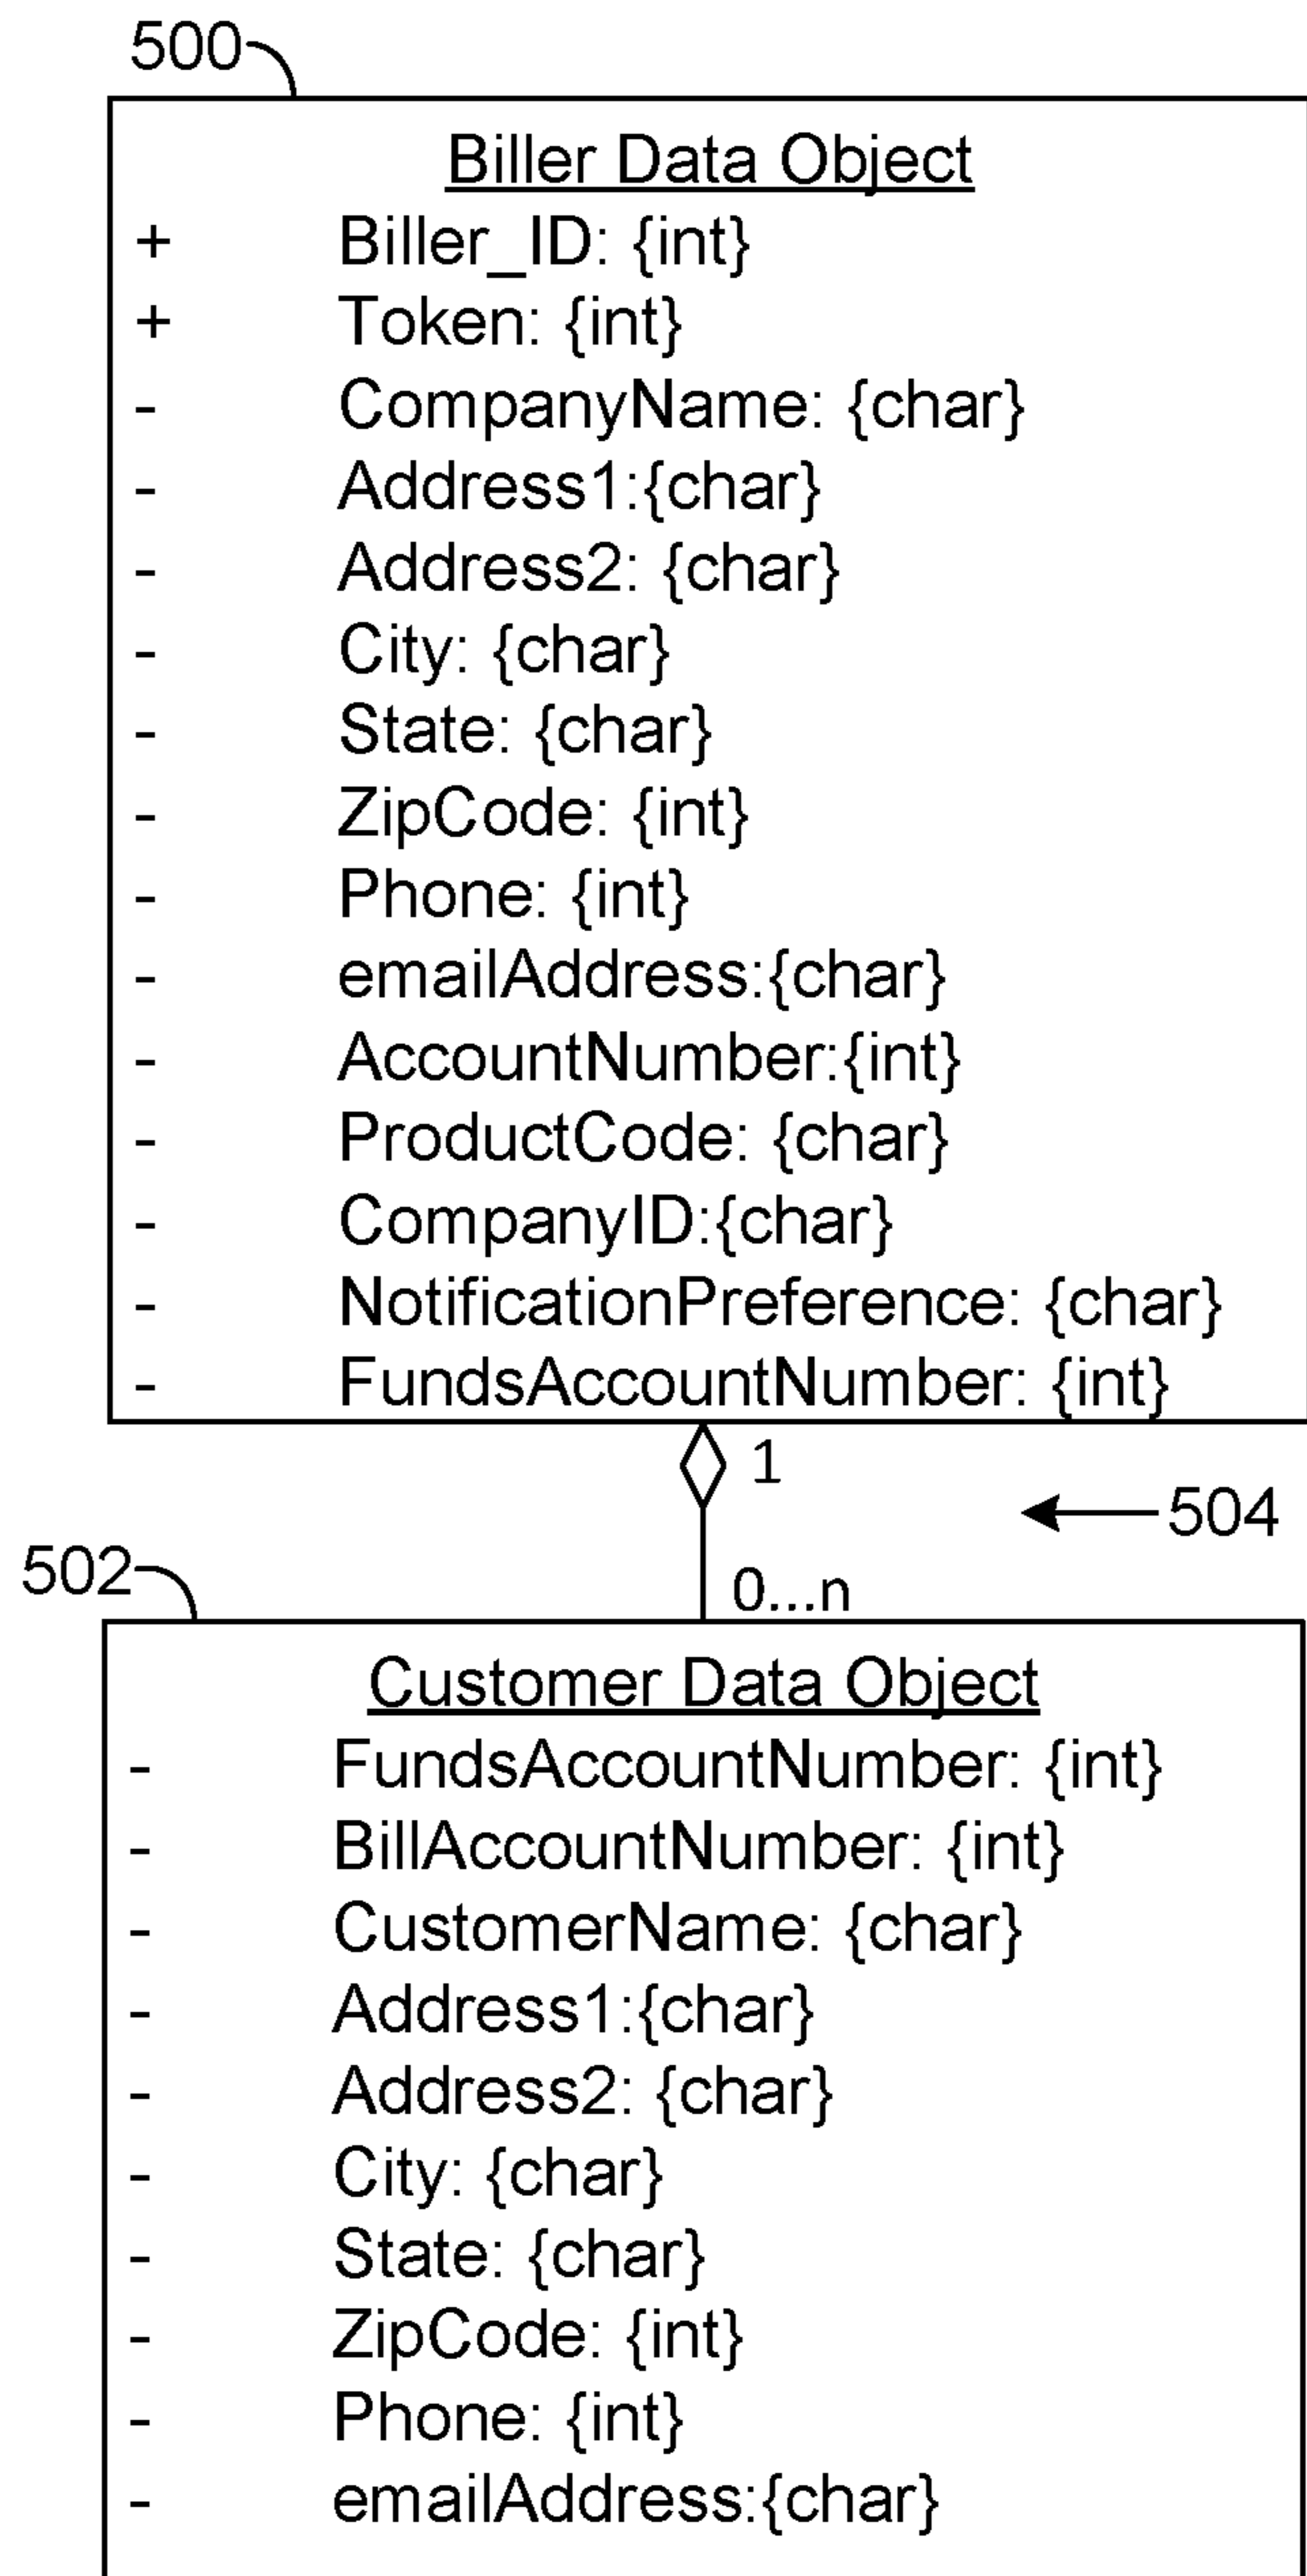 500
Biller Data Object
+ Biller_ID: {int}
+ Token: {int}
- CompanyName: {char}
- Address1:{char}
- Address2: {char}
- City: {char}
- State: {char}
- ZipCode: {int}
- Phone: {int}
- emailAddress:{char}
- AccountNumber:{int}
- ProductCode: {char}
- CompanyID:{char}
- NotificationPreference: {char}
- FundsAccountNumber: {int}
1
504
502
0...n
Customer Data Object
- FundsAccountNumber: {int}
- BillAccountNumber: {int}
- CustomerName: {char}
- Address1:{char}
- Address2: {char}
- City: {char}
- State: {char}
- ZipCode: {int}
- Phone: {int}
- emailAddress:{char}